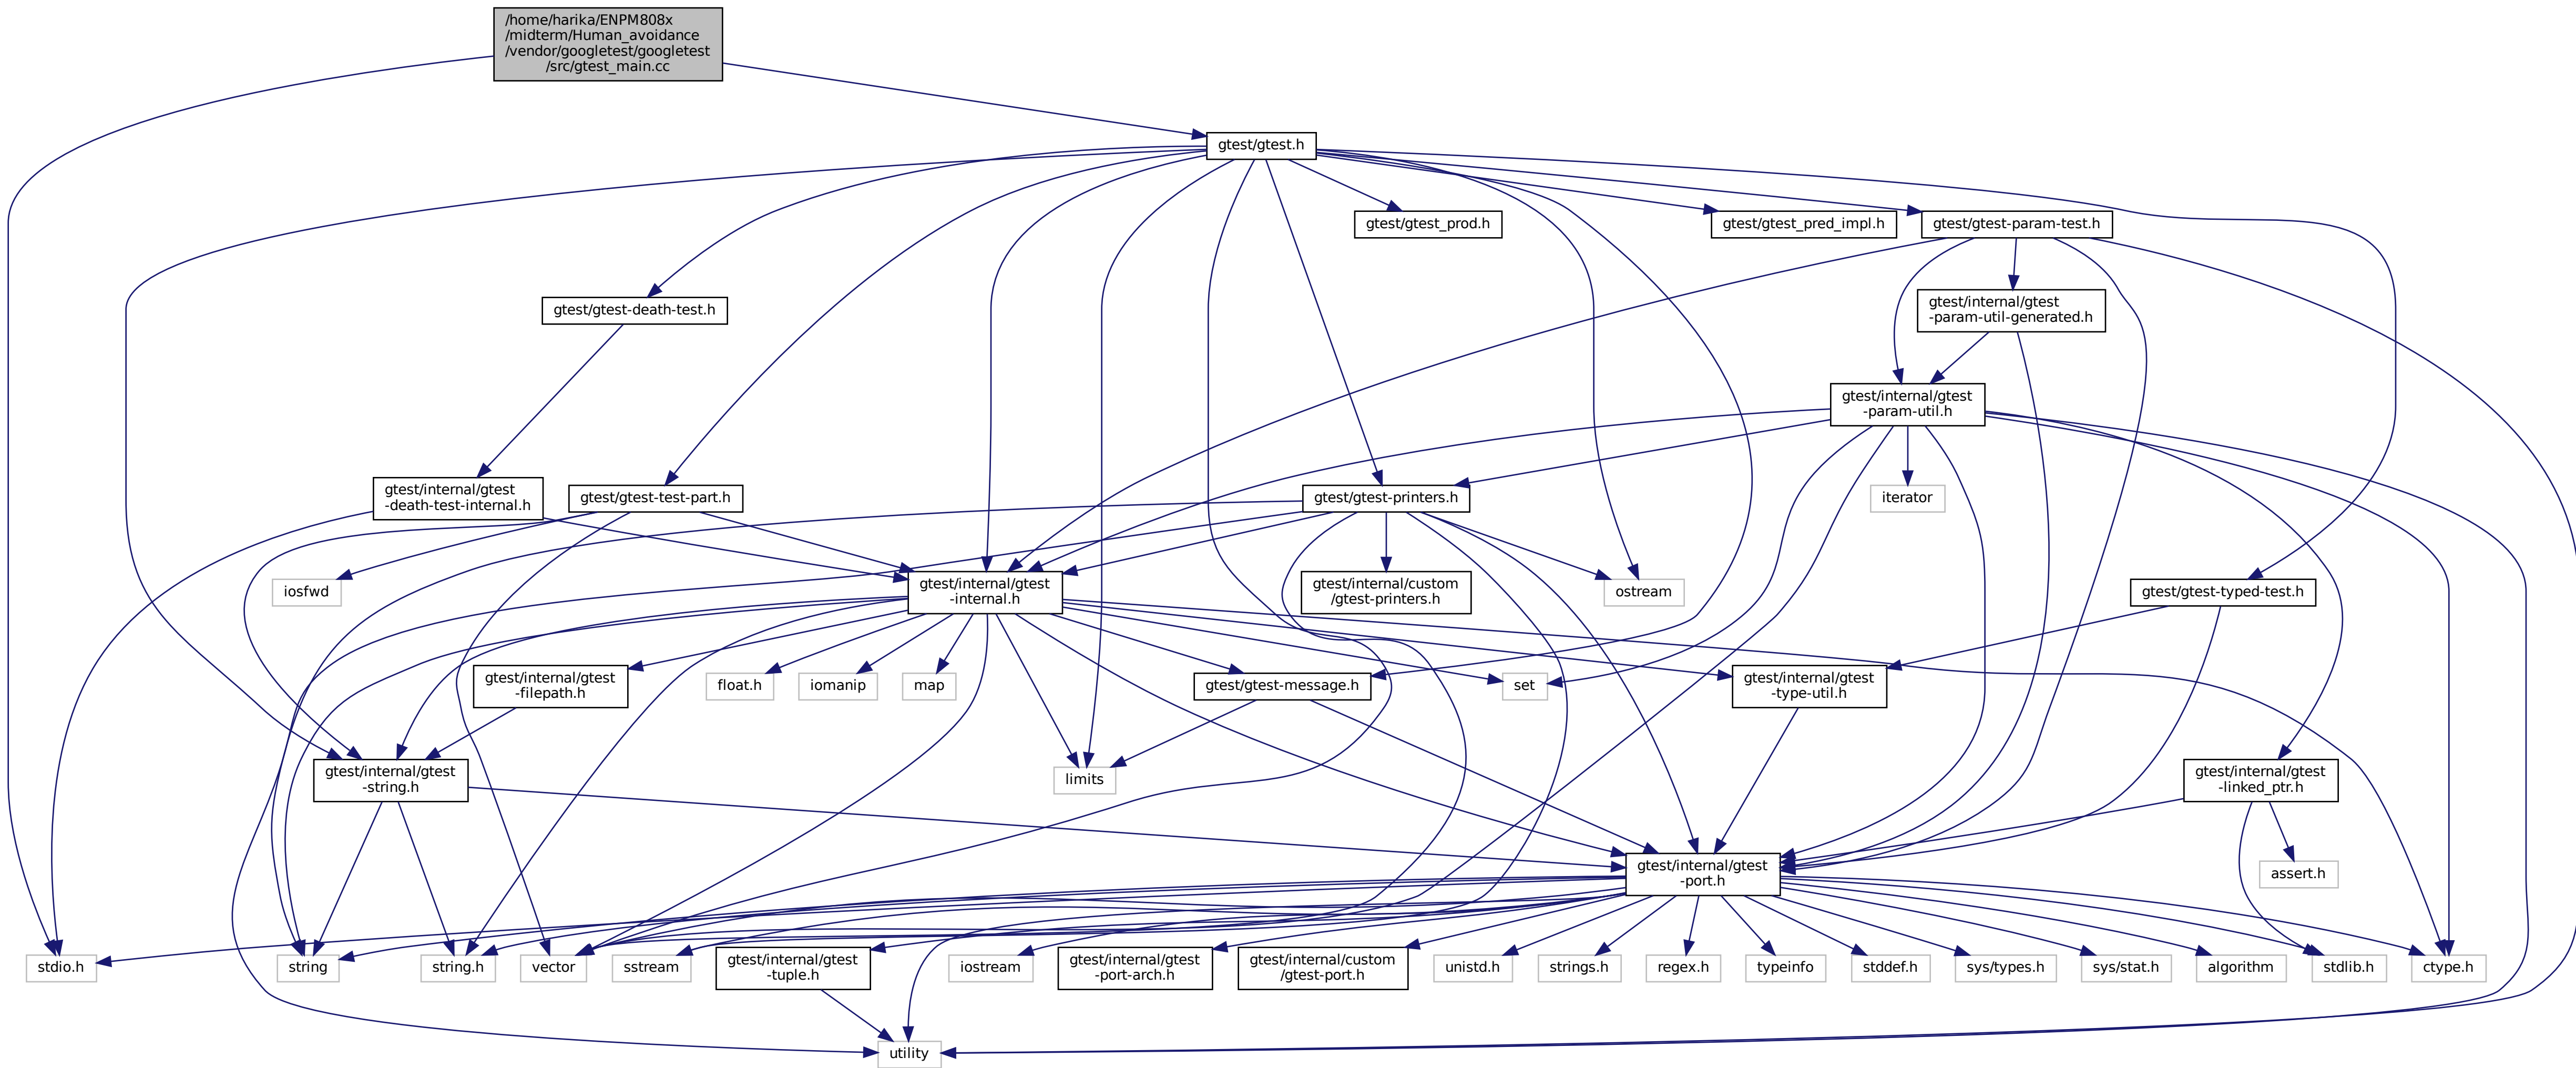 /home/harika/ENPM808x
/midterm/Human_avoidance
/vendor/googletest/googletest
/src/gtest_main.cc
gtest/gtest.h
gtest/gtest_prod.h
gtest/gtest_pred_impl.h
gtest/gtest-param-test.h
gtest/gtest-death-test.h
gtest/internal/gtest
-param-util-generated.h
gtest/internal/gtest
-param-util.h
gtest/internal/gtest
-death-test-internal.h
gtest/gtest-test-part.h
gtest/gtest-printers.h
iterator
iosfwd
gtest/internal/gtest
-internal.h
gtest/internal/custom
/gtest-printers.h
ostream
gtest/gtest-typed-test.h
gtest/internal/gtest
-filepath.h
float.h
iomanip
map
gtest/gtest-message.h
set
gtest/internal/gtest
-type-util.h
gtest/internal/gtest
-string.h
limits
gtest/internal/gtest
-linked_ptr.h
gtest/internal/gtest
-port.h
assert.h
stdio.h
string
string.h
vector
sstream
gtest/internal/gtest
-tuple.h
iostream
gtest/internal/gtest
-port-arch.h
gtest/internal/custom
/gtest-port.h
unistd.h
strings.h
regex.h
typeinfo
stddef.h
sys/types.h
sys/stat.h
algorithm
stdlib.h
ctype.h
utility